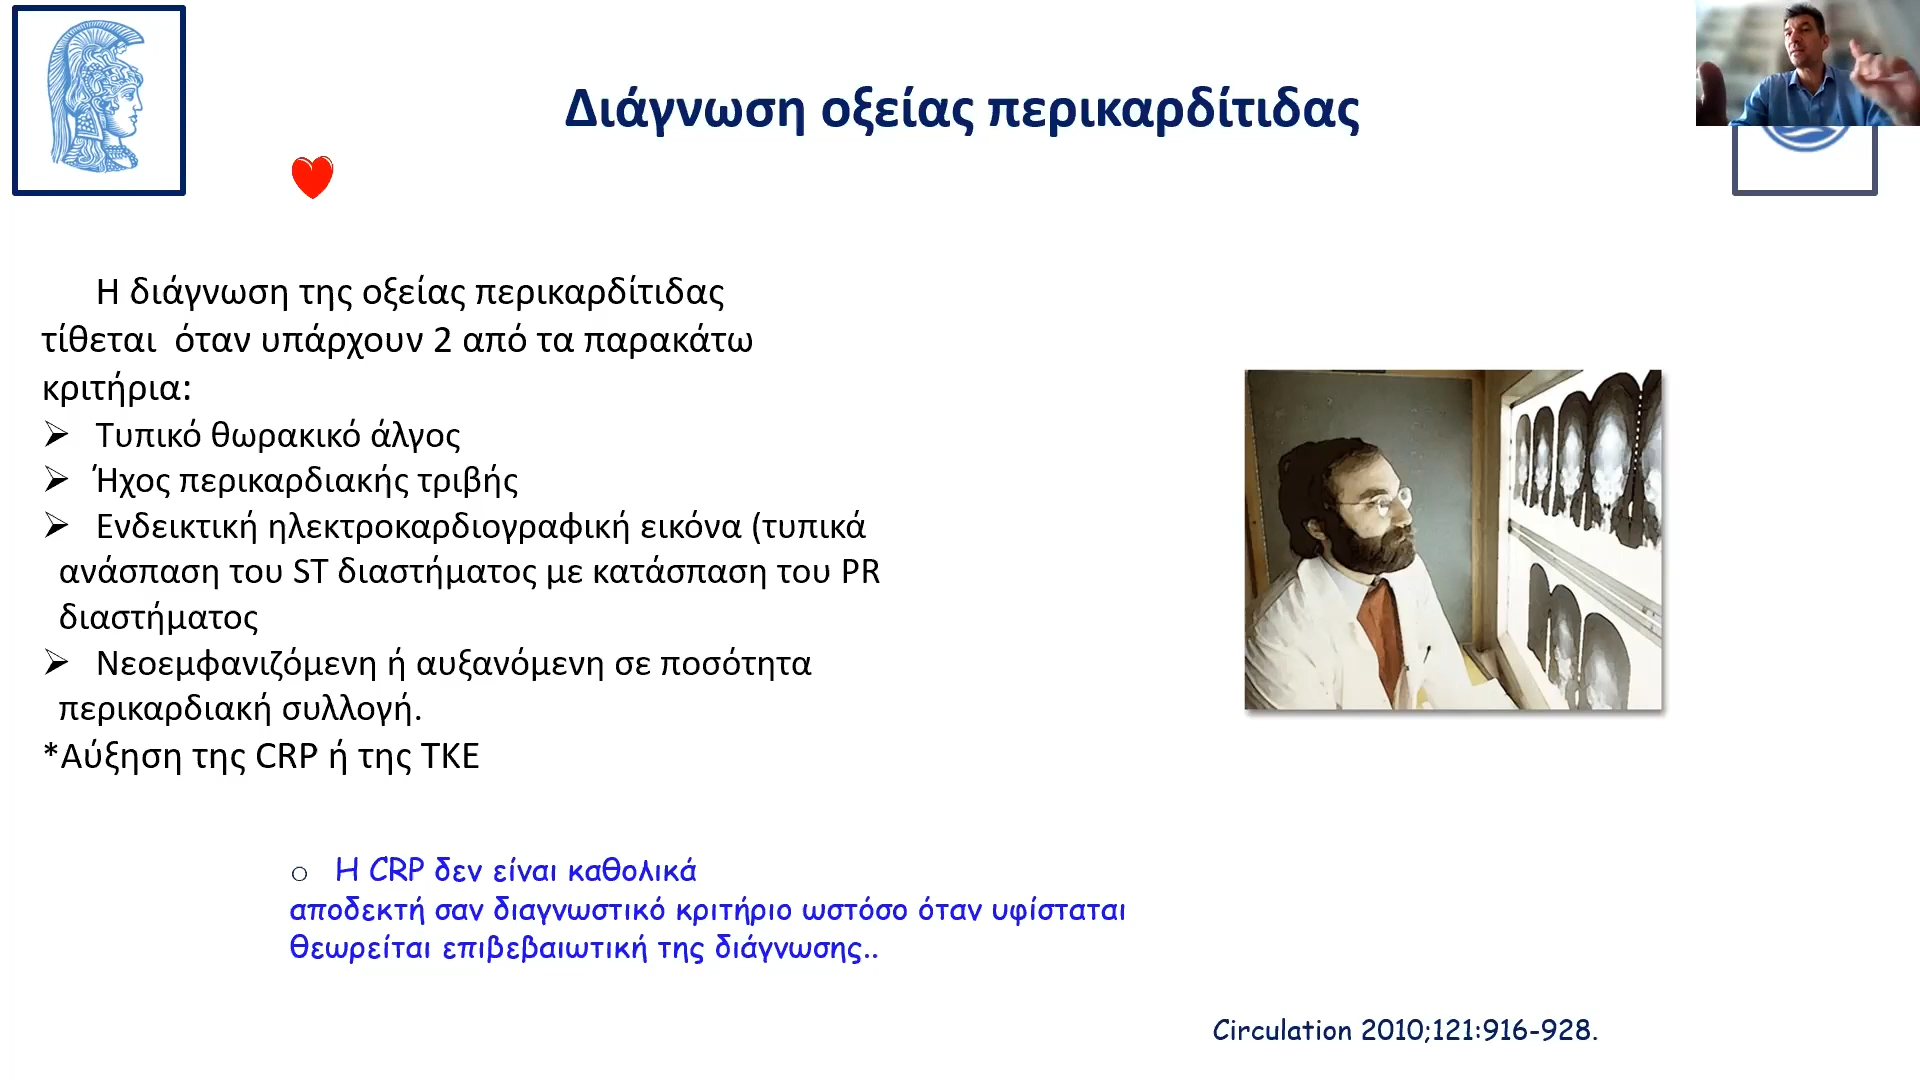 Διάγνωση οξείας περικαρδίτιδας
Η διάγνωση της οξείας περικαρδίτιδας
τίθεται όταν υπάρχουν 2 από τα παρακάτω
κριτήρια:
➢ Τυπικό θωρακικό άλγος
➢ Ήχος περικαρδιακής τριβής
➢ Ενδεικτική ηλεκτροκαρδιογραφική εικόνα (τυπικά
ανάσπαση του ST διαστήματος με κατάσπαση του PR
διαστήματος
➢ Νεοεμφανιζόμενη ή αυξανόμενη σε ποσότητα
περικαρδιακή συλλογή.
*Αύξηση της CRP ή της ΤΚΕ
o Η CRP δεν είναι καθολικά
αποδεκτή σαν διαγνωστικό κριτήριο ωστόσο όταν υφίσταται
θεωρείται επιβεβαιωτική της διάγνωσης..
Circulation 2010;121:916-928.